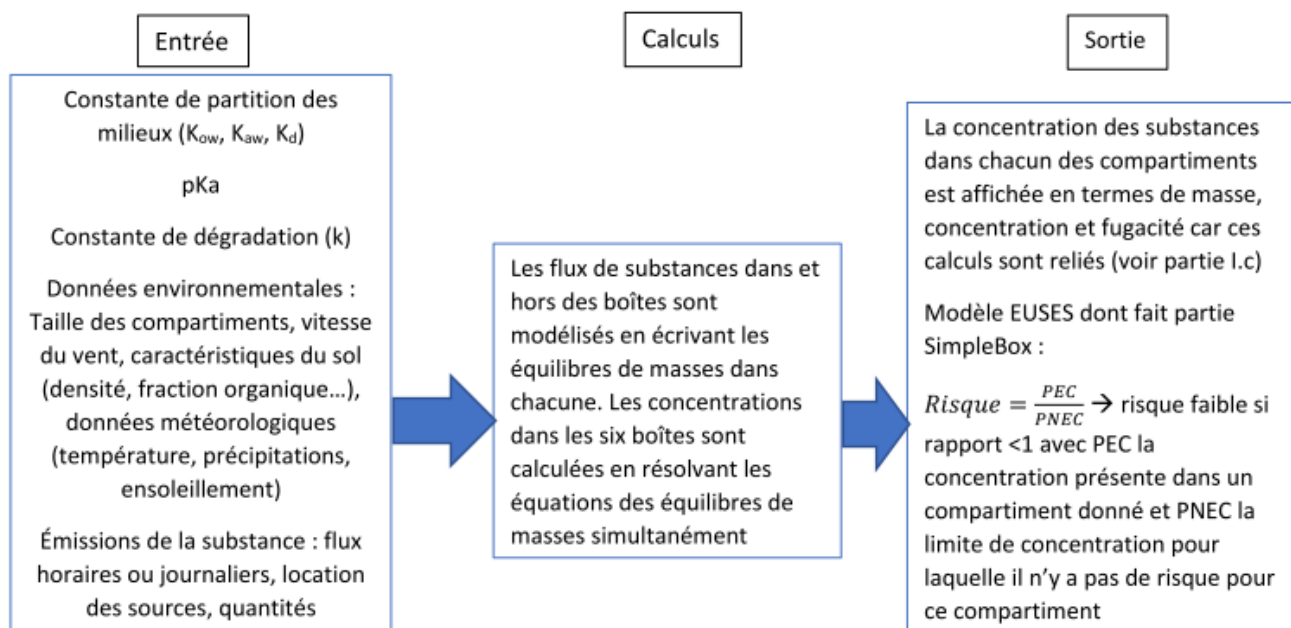 Entrée
Constante de partition des
milieux (Kow, Kaw, Kd)
pKa
Constante de dégradation (k)
Données environnementales :
Taille des compartiments, vitesse
du vent, caractéristiques du sol
(densité, fraction organique…),
données météorologiques
(température, précipitations,
ensoleillement)
Émissions de la substance : flux
horaires ou journaliers, location
des sources, quantités
Calculs
Les flux de substances dans et
hors des boîtes sont
modélisés en écrivant les
équilibres de masses dans
chacune. Les concentrations
dans les six boîtes sont
calculées en résolvant les
équations des équilibres de
masses simultanément
Sortie
La concentration des substances
dans chacun des compartiments
est affichée en termes de masse,
concentration et fugacité car ces
calculs sont reliés (voir partie I.c)
Modèle EUSES dont fait partie
SimpleBox :
Risque = PEC/PNEC → risque faible si
rapport <1 avec PEC la
concentration présente dans un
compartiment donné et PNEC la
limite de concentration pour
laquelle il n'y a pas de risque pour
ce compartiment